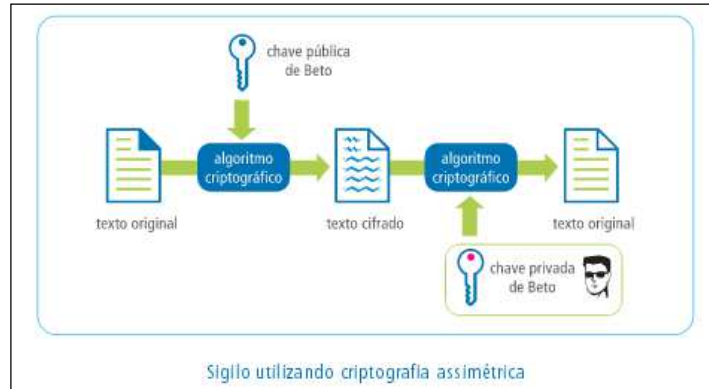 chave pública
de Beto
algoritmo
criptográfico
algoritmo
criptográfico
texto original
texto cifrado
texto original
chave privada
de Beto
Sigilo utilizando criptografia assimétrica